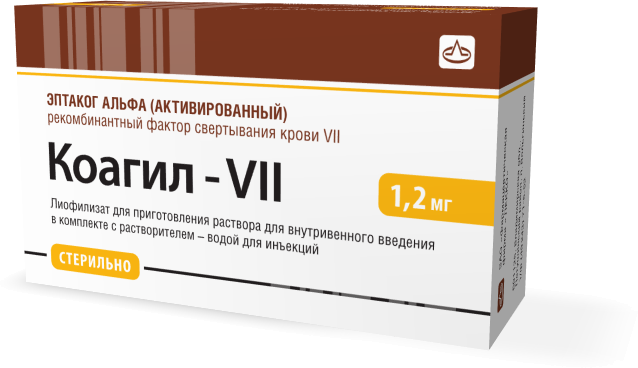 ЭПТАКОГ АЛЬФА (АКТИВИРОВАННЫЙ)
рекомбинантный фактор свертывания крови VII
Коагил - VII
1,2 мг
Лиофилизат для приготовления раствора для внутривенного введения
в комплекте с растворителем – водой для инъекций
СТЕРИЛЬНО